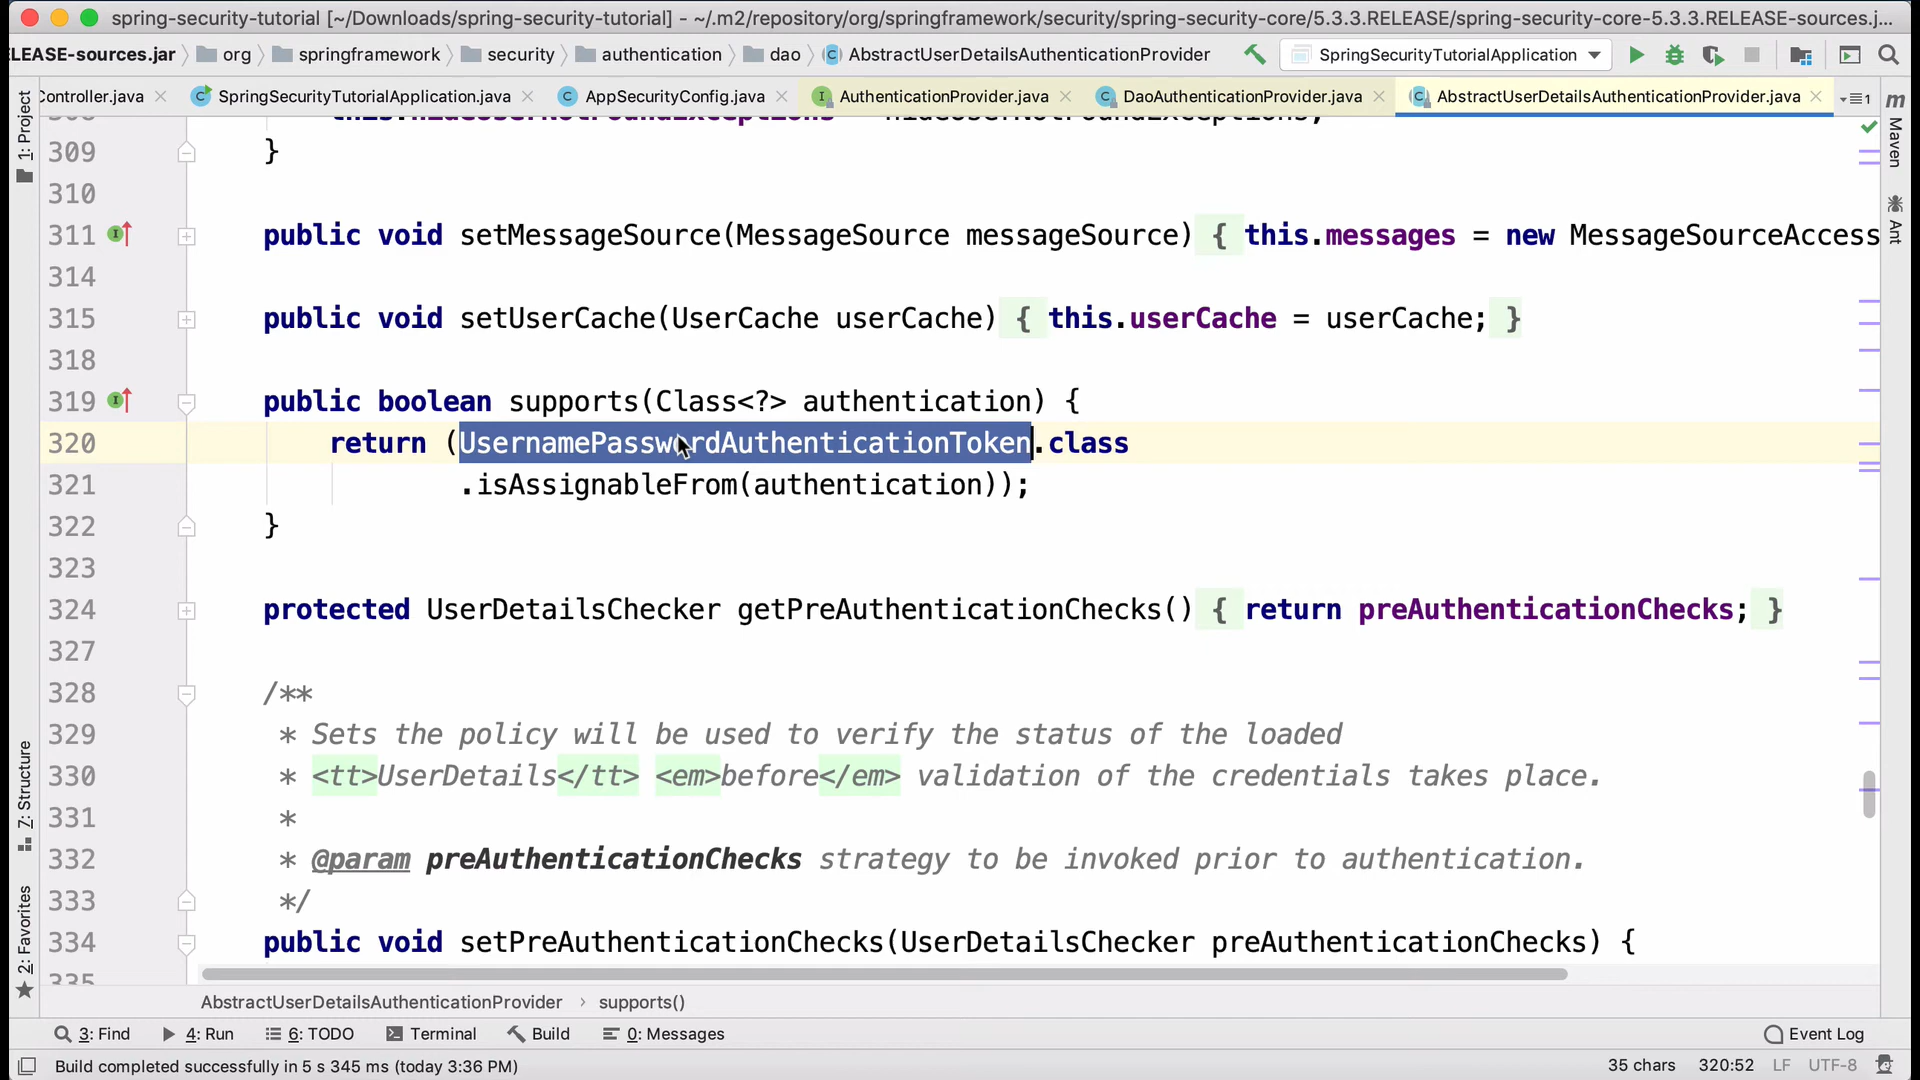 spring-security-tutorial [~/Downloads/spring-security-tutorial] - ~/.m2/repository/org/springframework/security/spring-security-core/5.3.3.RELEASE/spring-security-core-5.3.3.RELEASE-sources.j...
LEASE-sources.jar org springframework security authentication dao AbstractUserDetailsAuthenticationProvider SpringSecurityTutorialApplication
Controller.java SpringSecurityTutorialApplication.java AppSecurityConfig.java AuthenticationProvider.java DaoAuthenticationProvider.java AbstractUserDetailsAuthenticationProvider.java 1
1: Project
Maven
Ant
308 this.hideUserNotFoundExceptions = hideUserNotFoundExceptions;
309 }
310
311 public void setMessageSource(MessageSource messageSource) { this.messages = new MessageSourceAccess
314
315 public void setUserCache(UserCache userCache) { this.userCache = userCache; }
318
319 public boolean supports(Class<?> authentication) {
320 return (UsernamePasswordAuthenticationToken.class
321 .isAssignableFrom(authentication));
322 }
323
324 protected UserDetailsChecker getPreAuthenticationChecks() { return preAuthenticationChecks; }
327
328 /**
329 * Sets the policy will be used to verify the status of the loaded
330 * <tt>UserDetails</tt> <em>before</em> validation of the credentials takes place.
331 *
332 * @param preAuthenticationChecks strategy to be invoked prior to authentication.
333 */
334 public void setPreAuthenticationChecks(UserDetailsChecker preAuthenticationChecks) {
335
7: Structure
2: Favorites
AbstractUserDetailsAuthenticationProvider › supports()
3: Find 4: Run 6: TODO Terminal Build 0: Messages Event Log
Build completed successfully in 5 s 345 ms (today 3:36 PM) 35 chars 320:52 LF UTF-8